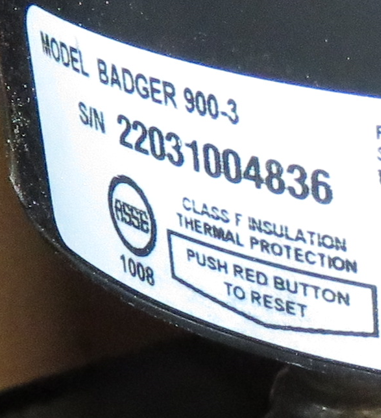 MODEL BADGER 900-3
S/N 22031004836
ASSE
1008
CLASS F INSULATION
THERMAL PROTECTION
PUSH RED BUTTON
TO RESET